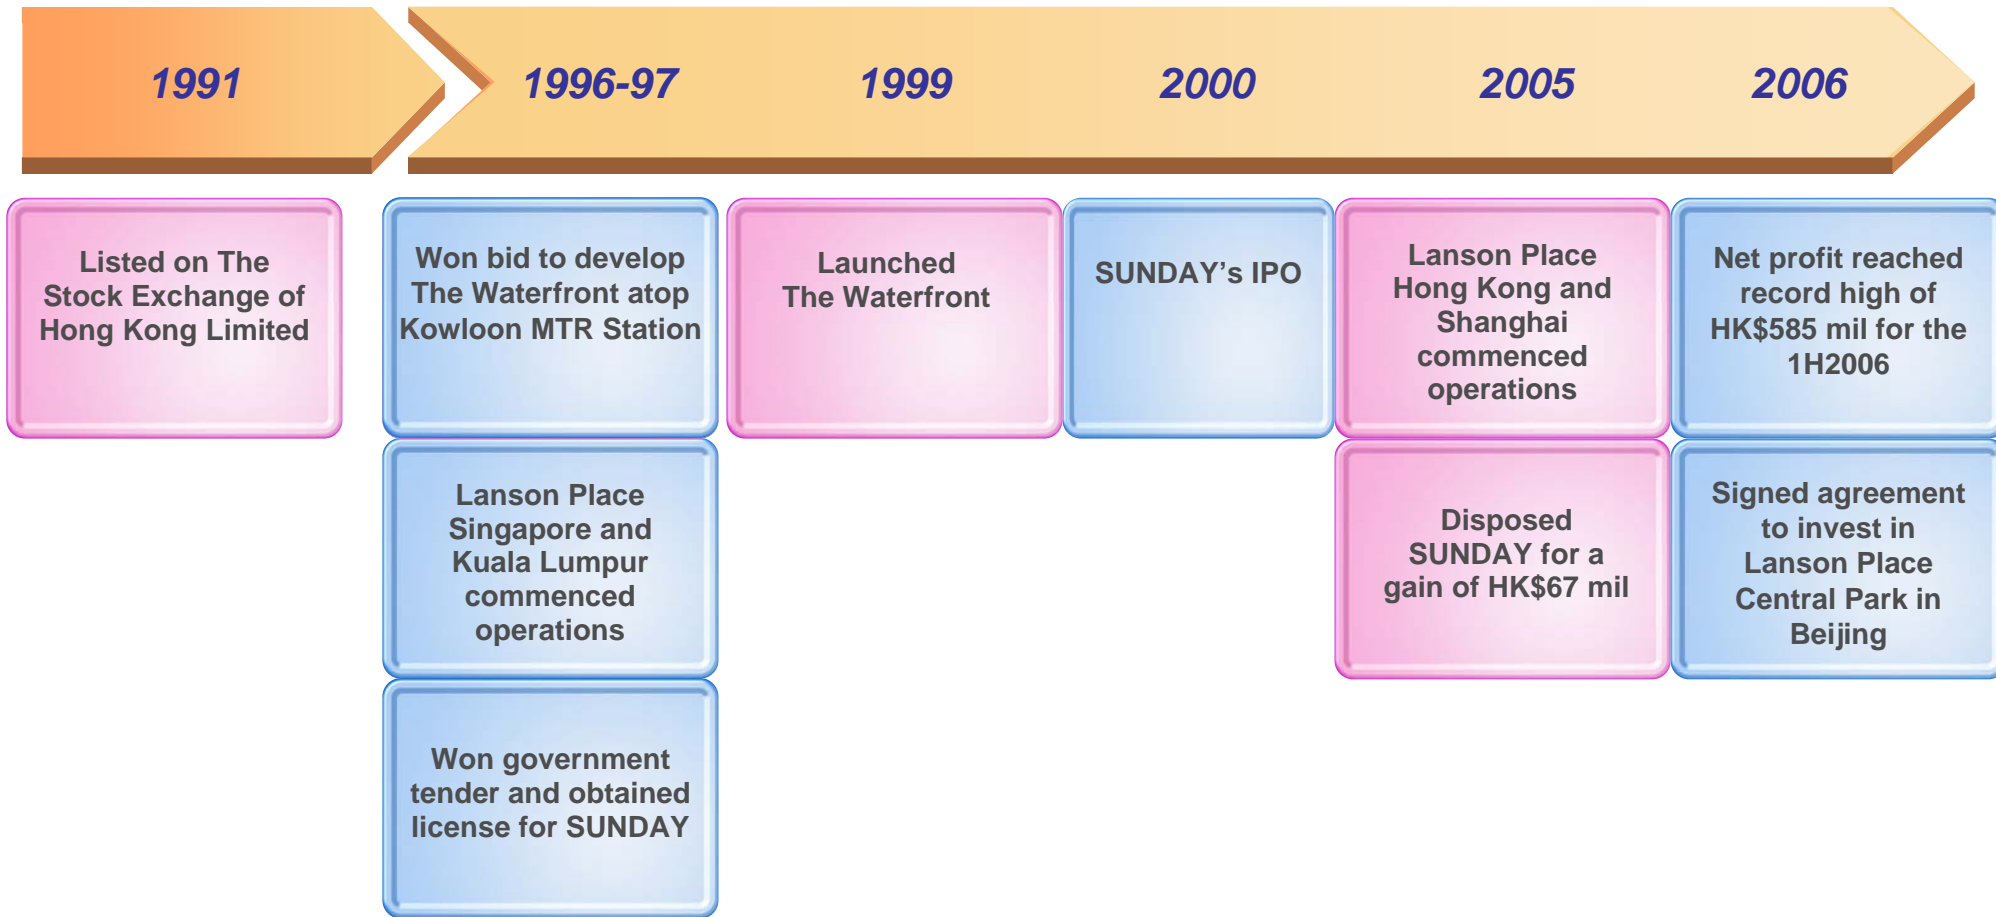 1991
1996-97
1999
2000
2005
2006
Listed on The
Stock Exchange of
Hong Kong Limited
Won bid to develop
The Waterfront atop
Kowloon MTR Station
Lanson Place
Singapore and
Kuala Lumpur
commenced
operations
Won government
tender and obtained
license for SUNDAY
Launched
The Waterfront
SUNDAY’s IPO
Lanson Place
Hong Kong and
Shanghai
commenced
operations
Disposed
SUNDAY for a
gain of HK$67 mil
Net profit reached
record high of
HK$585 mil for the
1H2006
Signed agreement
to invest in
Lanson Place
Central Park in
Beijing